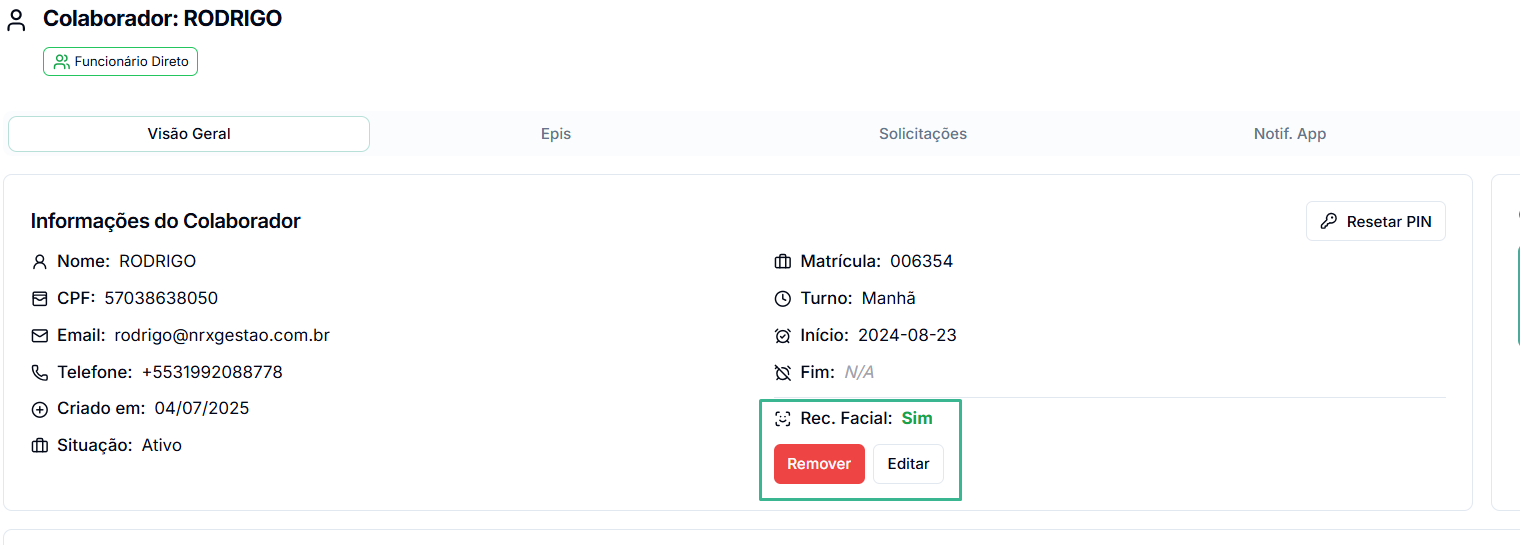 Colaborador: RODRIGO
Funcionário Direto
Visão Geral
Epis
Solicitações
Notif. App
Informações do Colaborador
Resetar PIN
Nome: RODRIGO
Matrícula: 006354
CPF: 57038638050
Turno: Manhã
Email: rodrigo@nrxgestao.com.br
Início: 2024-08-23
Telefone: +5531992088778
Fim: N/A
Criado em: 04/07/2025
Rec. Facial: Sim
Situação: Ativo
Remover
Editar